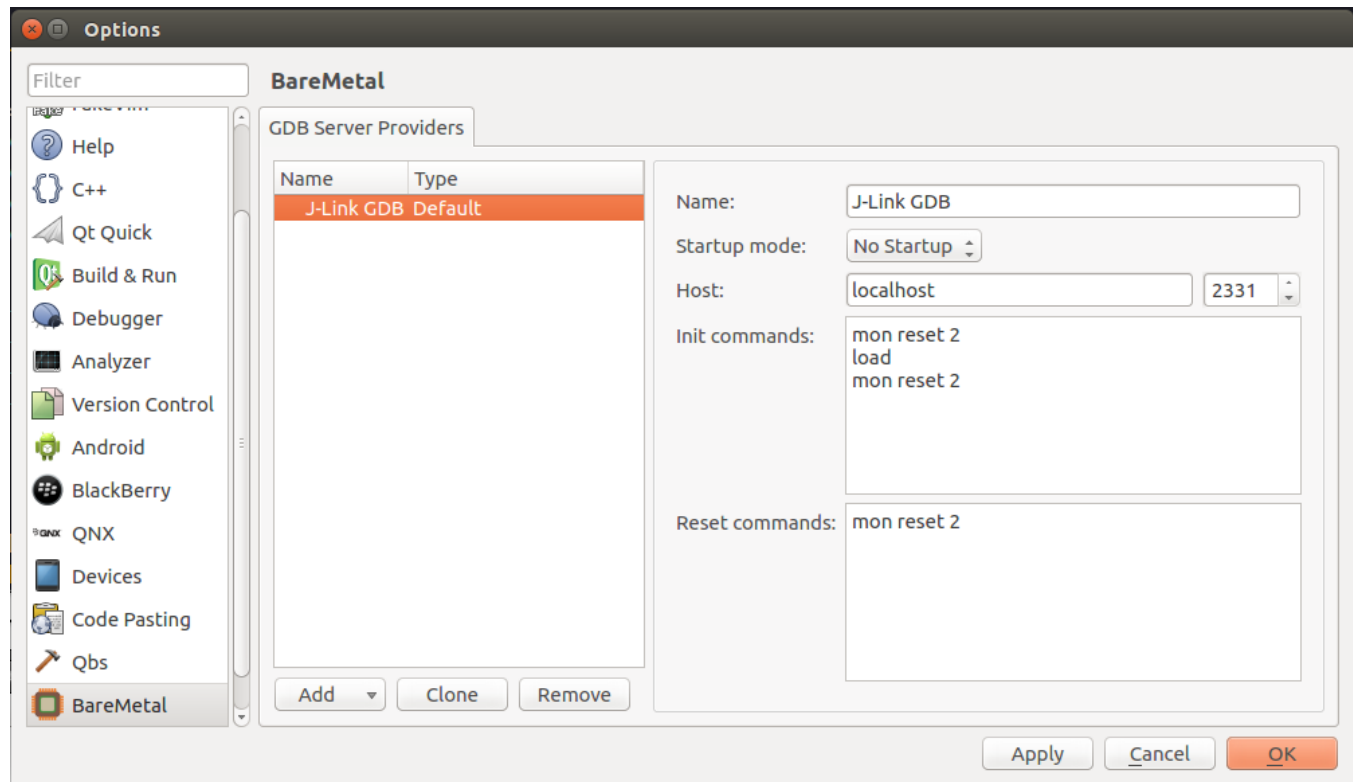 Options
Filter
BareMetal
Help
C++
Qt Quick
Build & Run
Debugger
Analyzer
Version Control
Android
BlackBerry
QNX
Devices
Code Pasting
Qbs
BareMetal
GDB Server Providers
Name Type
J-Link GDB Default
Add Clone Remove
Name: J-Link GDB
Startup mode: No Startup
Host: localhost 2331
Init commands: mon reset 2
load
mon reset 2
Reset commands: mon reset 2
Apply Cancel OK